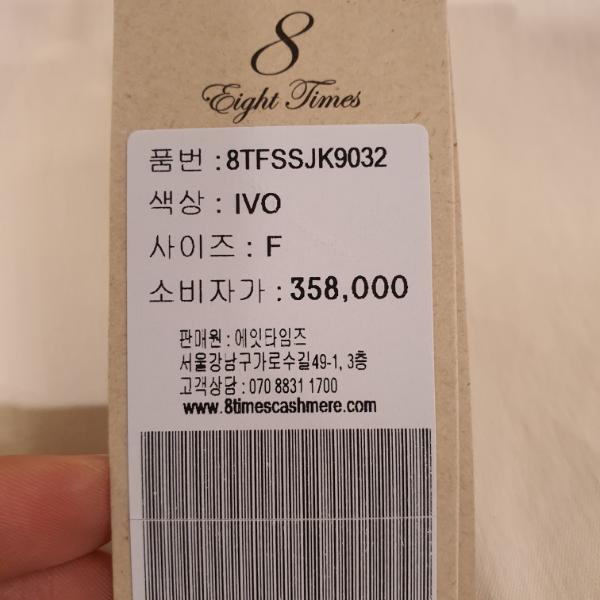 8
Eight Times
품번 : 8TFSSJK9032
색상 : IVO
사이즈 : F
소비자가 : 358,000
판매원 : 에잇타임즈
서울강남구가로수길49-1, 3층
고객상담 : 070 8831 1700
www.8timescashmere.com